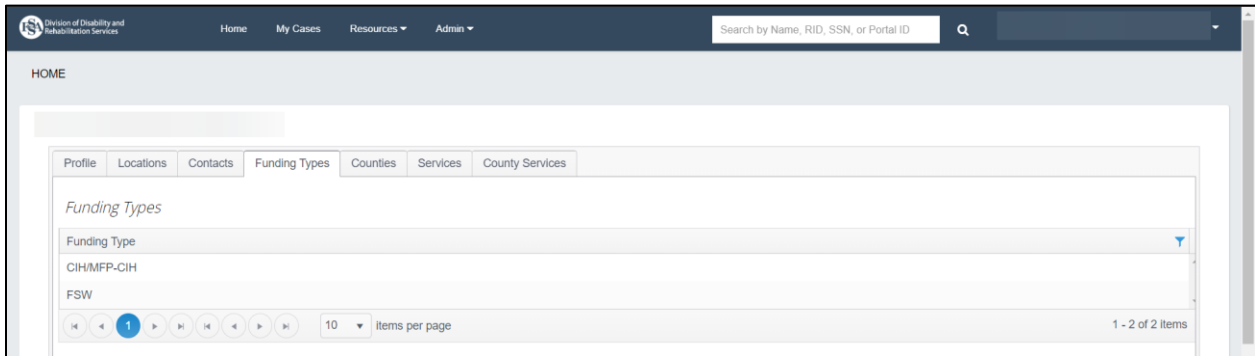 FSSA Division of Disability and
Rehabilitation Services
Home My Cases Resources Admin
Search by Name, RID, SSN, or Portal ID
HOME
Profile Locations Contacts Funding Types Counties Services County Services
Funding Types
Funding Type
CIH/MFP-CIH
FSW
1 10 items per page 1 - 2 of 2 items